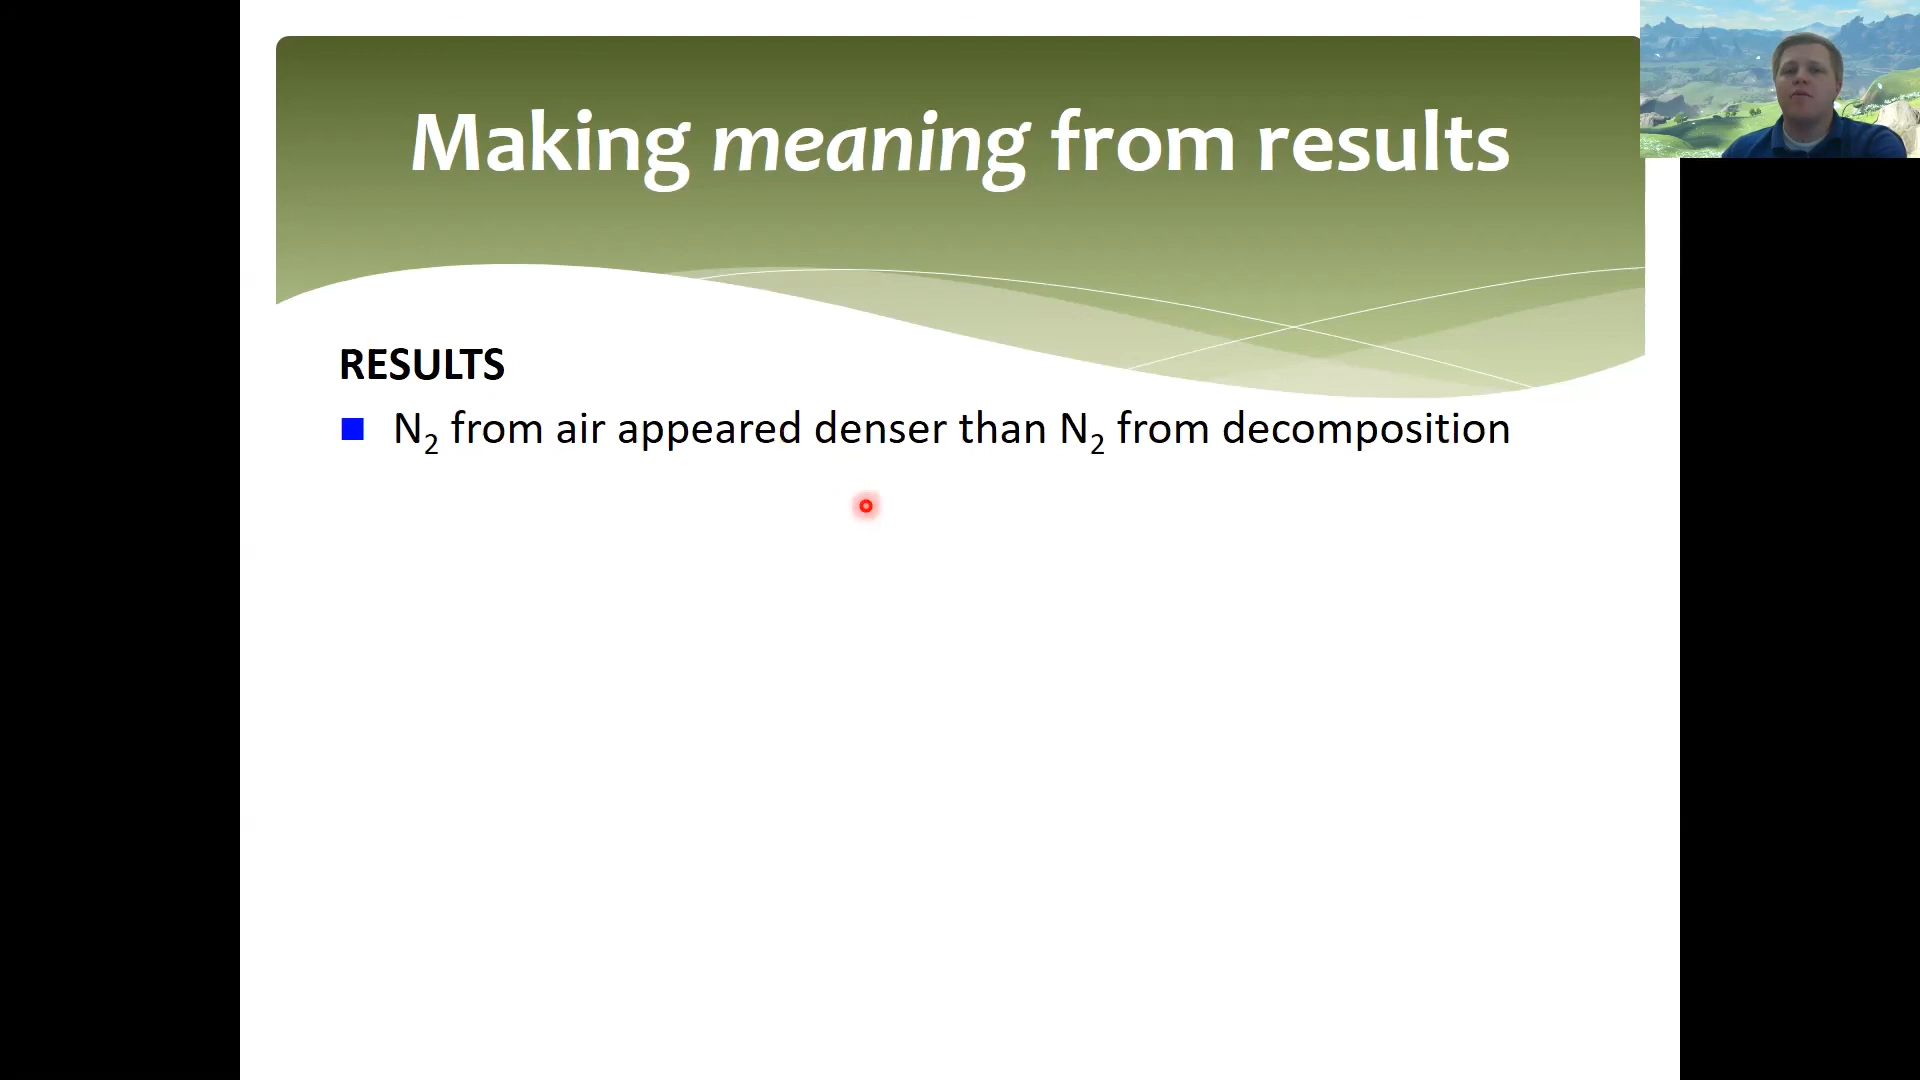 Making meaning from results
RESULTS
N₂ from air appeared denser than N₂ from decomposition